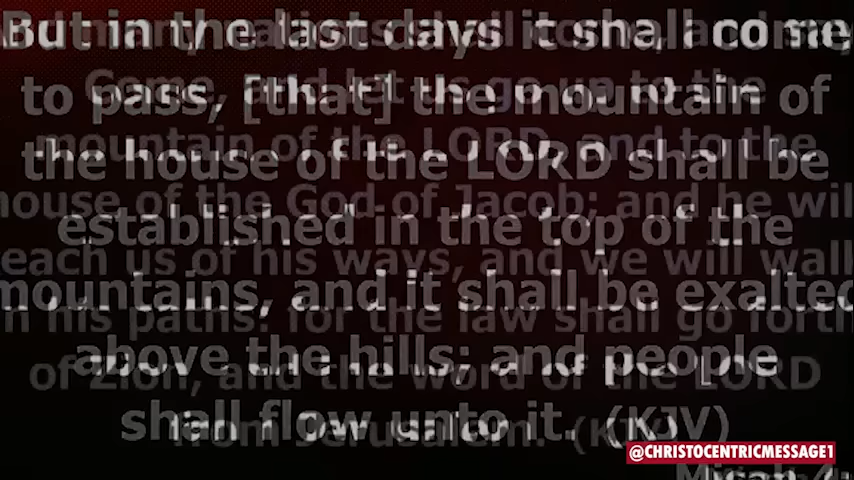 But in the last days it shall come
to pass, [that] the mountain of
the house of the LORD shall be
established in the top of the
mountains, and it shall be exalted
above the hills; and people
shall flow unto it. (KJV)
Come, and let us go up to the
mountain of the LORD, and to the
house of the God of Jacob; and he will
teach us of his ways, and we will walk
in his paths: for the law shall go forth
of Zion, and the word of the LORD
from Jerusalem. (KJV)
@CHRISTOCENTRICMESSAGE1
Micah